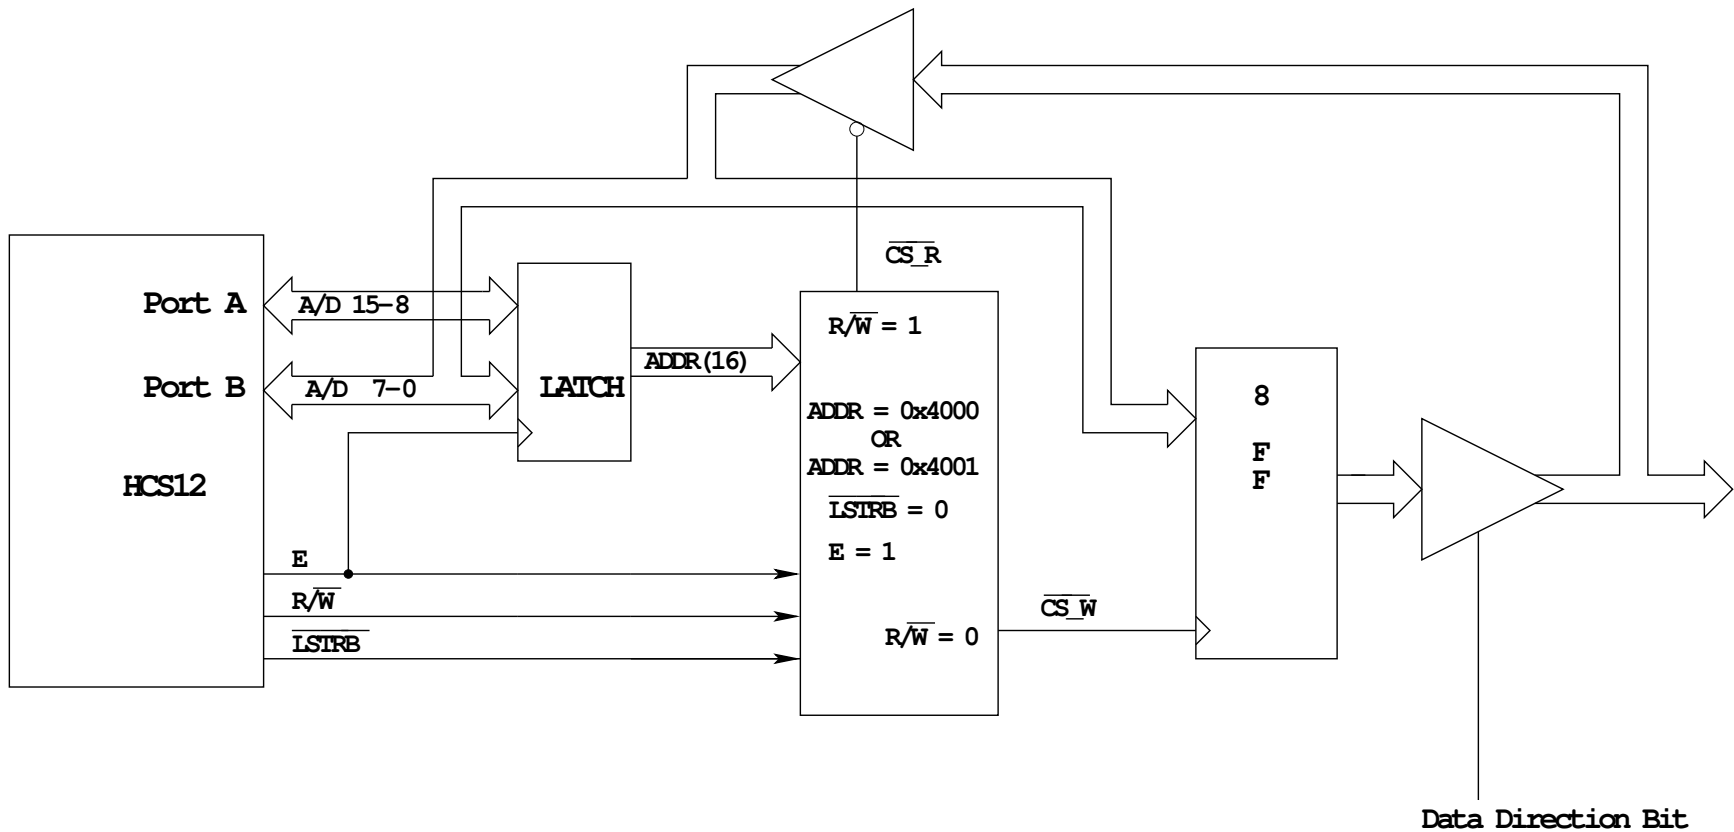 CS_R
Port A
A/D 15-8
R/W = 1
Port B
A/D 7-0
LATCH
ADDR(16)
ADDR = 0x4000
OR
ADDR = 0x4001
8
F
F
HCS12
LSTRB = 0
E = 1
E
R/W
LSTRB
CS_W
R/W = 0
Data Direction Bit